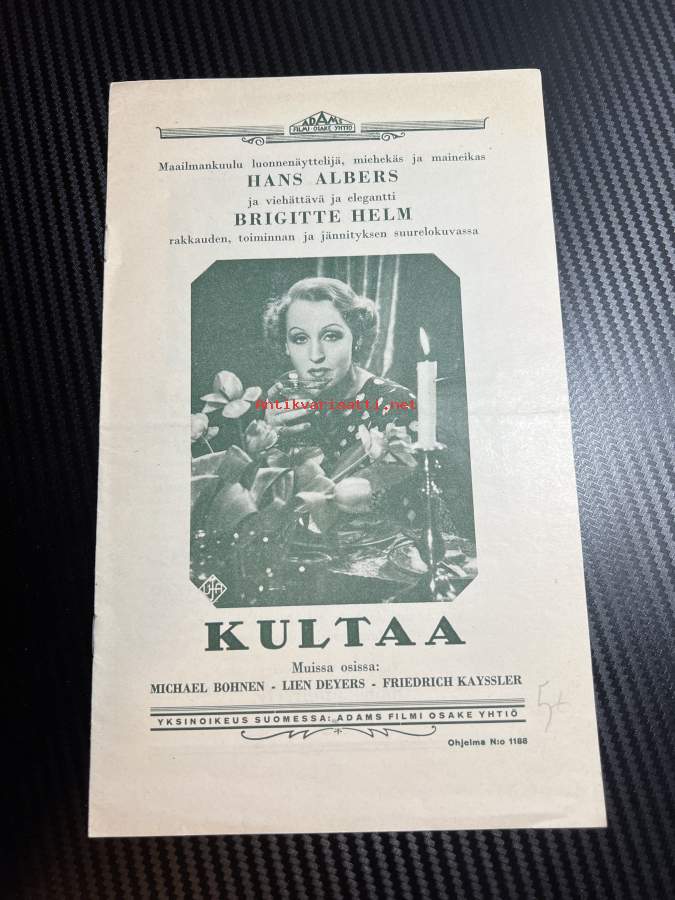 ADAMS
FILMI · OSAKE YHTIÖ
Maailmankuulu luonnenäyttelijä, miehekäs ja maineikas
HANS ALBERS
ja viehättävä ja elegantti
BRIGITTE HELM
rakkauden, toiminnan ja jännityksen suurelokuvassa
Antikvariaatti.net
UFA
KULTAA
Muissa osissa:
MICHAEL BOHNEN - LIEN DEYERS - FRIEDRICH KAYSSLER
YKSINOIKEUS SUOMESSA: ADAMS FILMI OSAKE YHTIÖ
Ohjelma N:o 1188